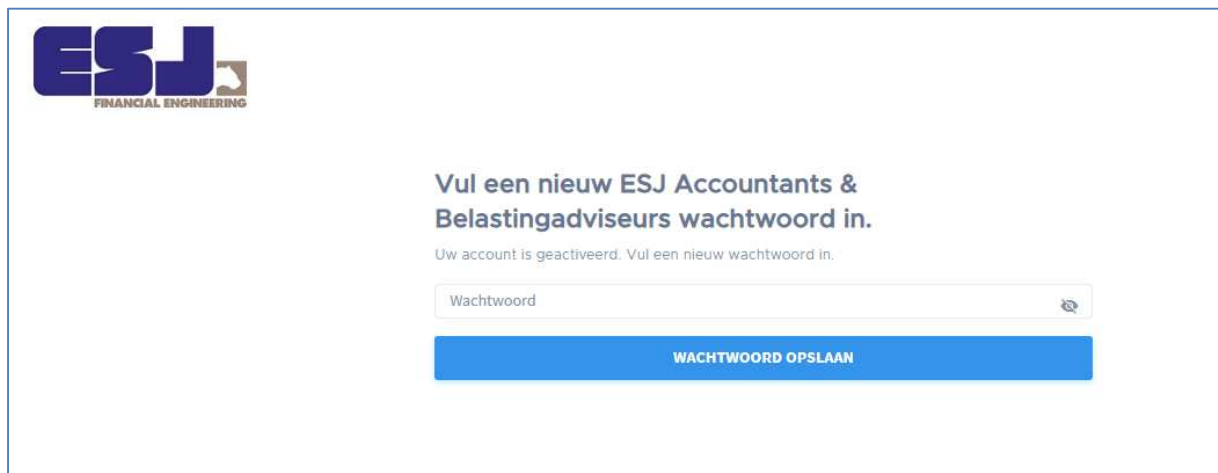 ESJ
FINANCIAL ENGINEERING
Vul een nieuw ESJ Accountants &
Belastingadviseurs wachtwoord in.
Uw account is geactiveerd. Vul een nieuw wachtwoord in.
Wachtwoord
WACHTWOORD OPSLAAN